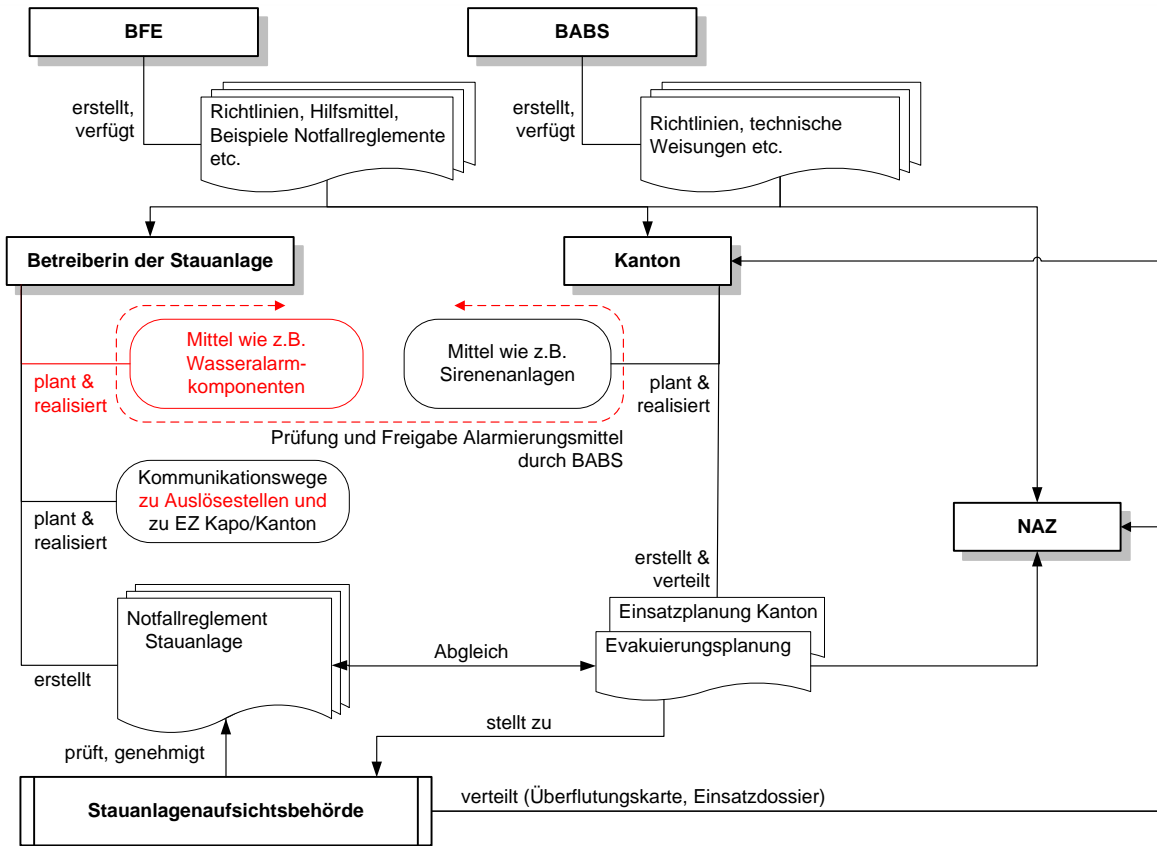 BFE
BABS
erstellt,
verfügt
Richtlinien, Hilfsmittel,
Beispiele Notfallreglemente
etc.
erstellt,
verfügt
Richtlinien, technische
Weisungen etc.
Betreiberin der Stauanlage
Kanton
Mittel wie z.B.
Wasseralarm-
komponenten
plant &
realisiert
Mittel wie z.B.
Sirenenanlagen
plant &
realisiert
Prüfung und Freigabe Alarmierungsmittel
durch BABS
Kommunikationswege
zu Auslösestellen und
zu EZ Kapo/Kanton
plant &
realisiert
NAZ
erstellt &
verteilt
Einsatzplanung Kanton
Evakuierungsplanung
Notfallreglement
Stauanlage
Abgleich
erstellt
stellt zu
prüft, genehmigt
Stauanlagenaufsichtsbehörde
verteilt (Überflutungskarte, Einsatzdossier)